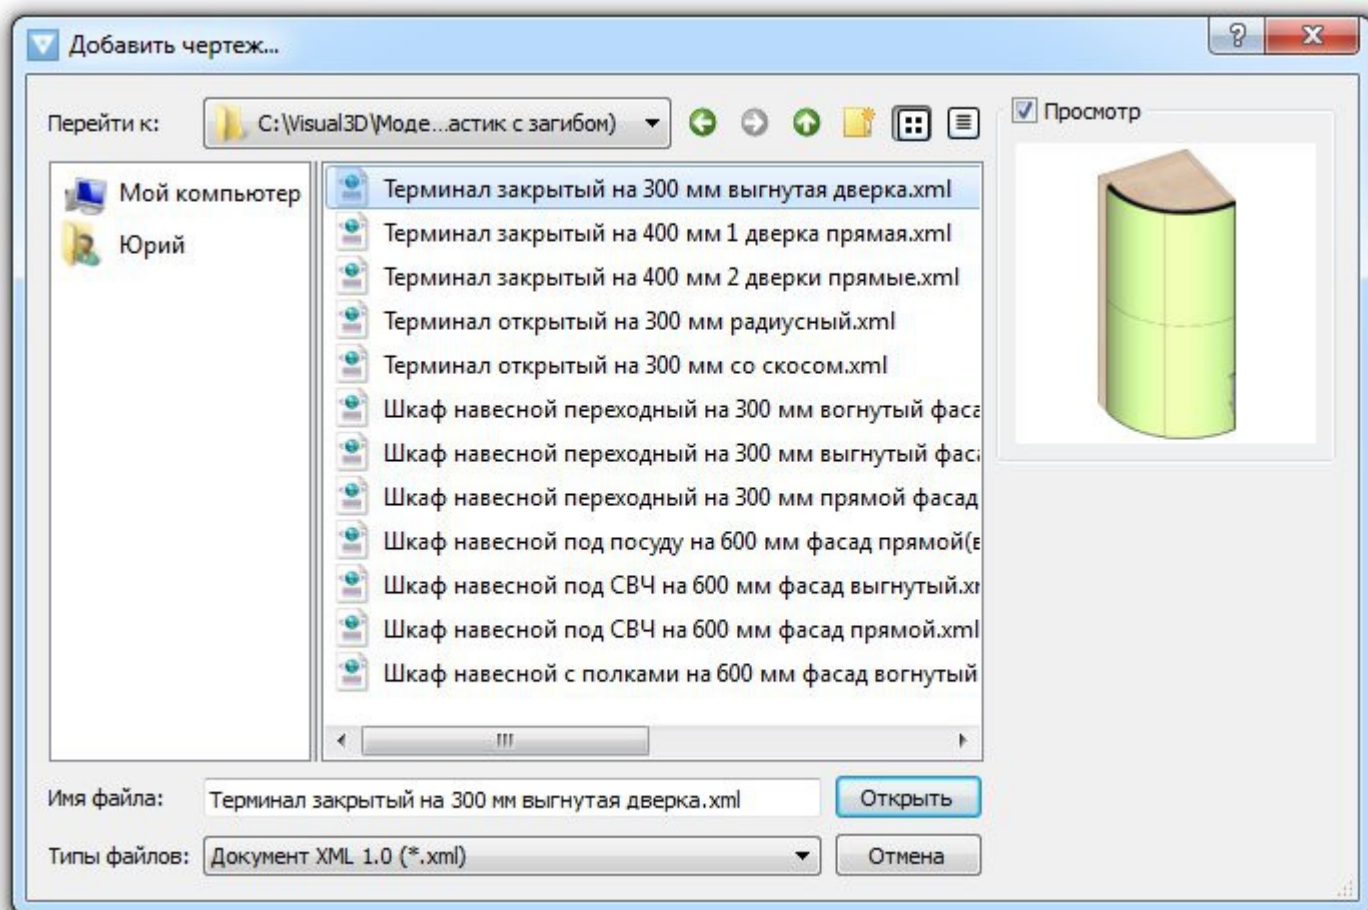 Добавить чертеж...
Перейти к:
C:\Visual3D\Моде...астик с загибом)
Просмотр
Мой компьютер
Юрий
Терминал закрытый на 300 мм выгнутая дверка.xml
Терминал закрытый на 400 мм 1 дверка прямая.xml
Терминал закрытый на 400 мм 2 дверки прямые.xml
Терминал открытый на 300 мм радиусный.xml
Терминал открытый на 300 мм со скосом.xml
Шкаф навесной переходный на 300 мм вогнутый фаса
Шкаф навесной переходный на 300 мм выгнутый фаса
Шкаф навесной переходный на 300 мм прямой фасад
Шкаф навесной под посуду на 600 мм фасад прямой(в
Шкаф навесной под СВЧ на 600 мм фасад выгнутый.xm
Шкаф навесной под СВЧ на 600 мм фасад прямой.xml
Шкаф навесной с полками на 600 мм фасад вогнутый
Имя файла:
Терминал закрытый на 300 мм выгнутая дверка.xml
Открыть
Типы файлов:
Документ XML 1.0 (*.xml)
Отмена